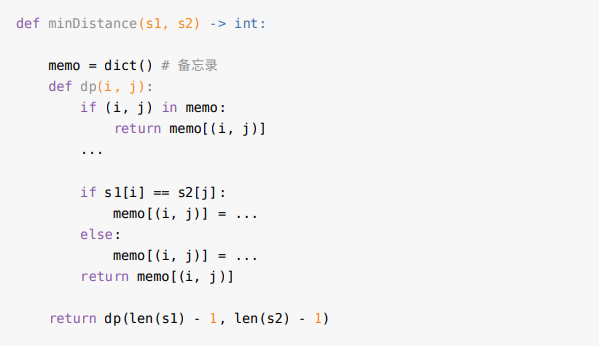 def minDistance(s1, s2) -> int:
    memo = dict() # 备忘录
    def dp(i, j):
        if (i, j) in memo:
            return memo[(i, j)]
        ...
        if s1[i] == s2[j]:
            memo[(i, j)] = ...
        else:
            memo[(i, j)] = ...
        return memo[(i, j)]
    return dp(len(s1) - 1, len(s2) - 1)